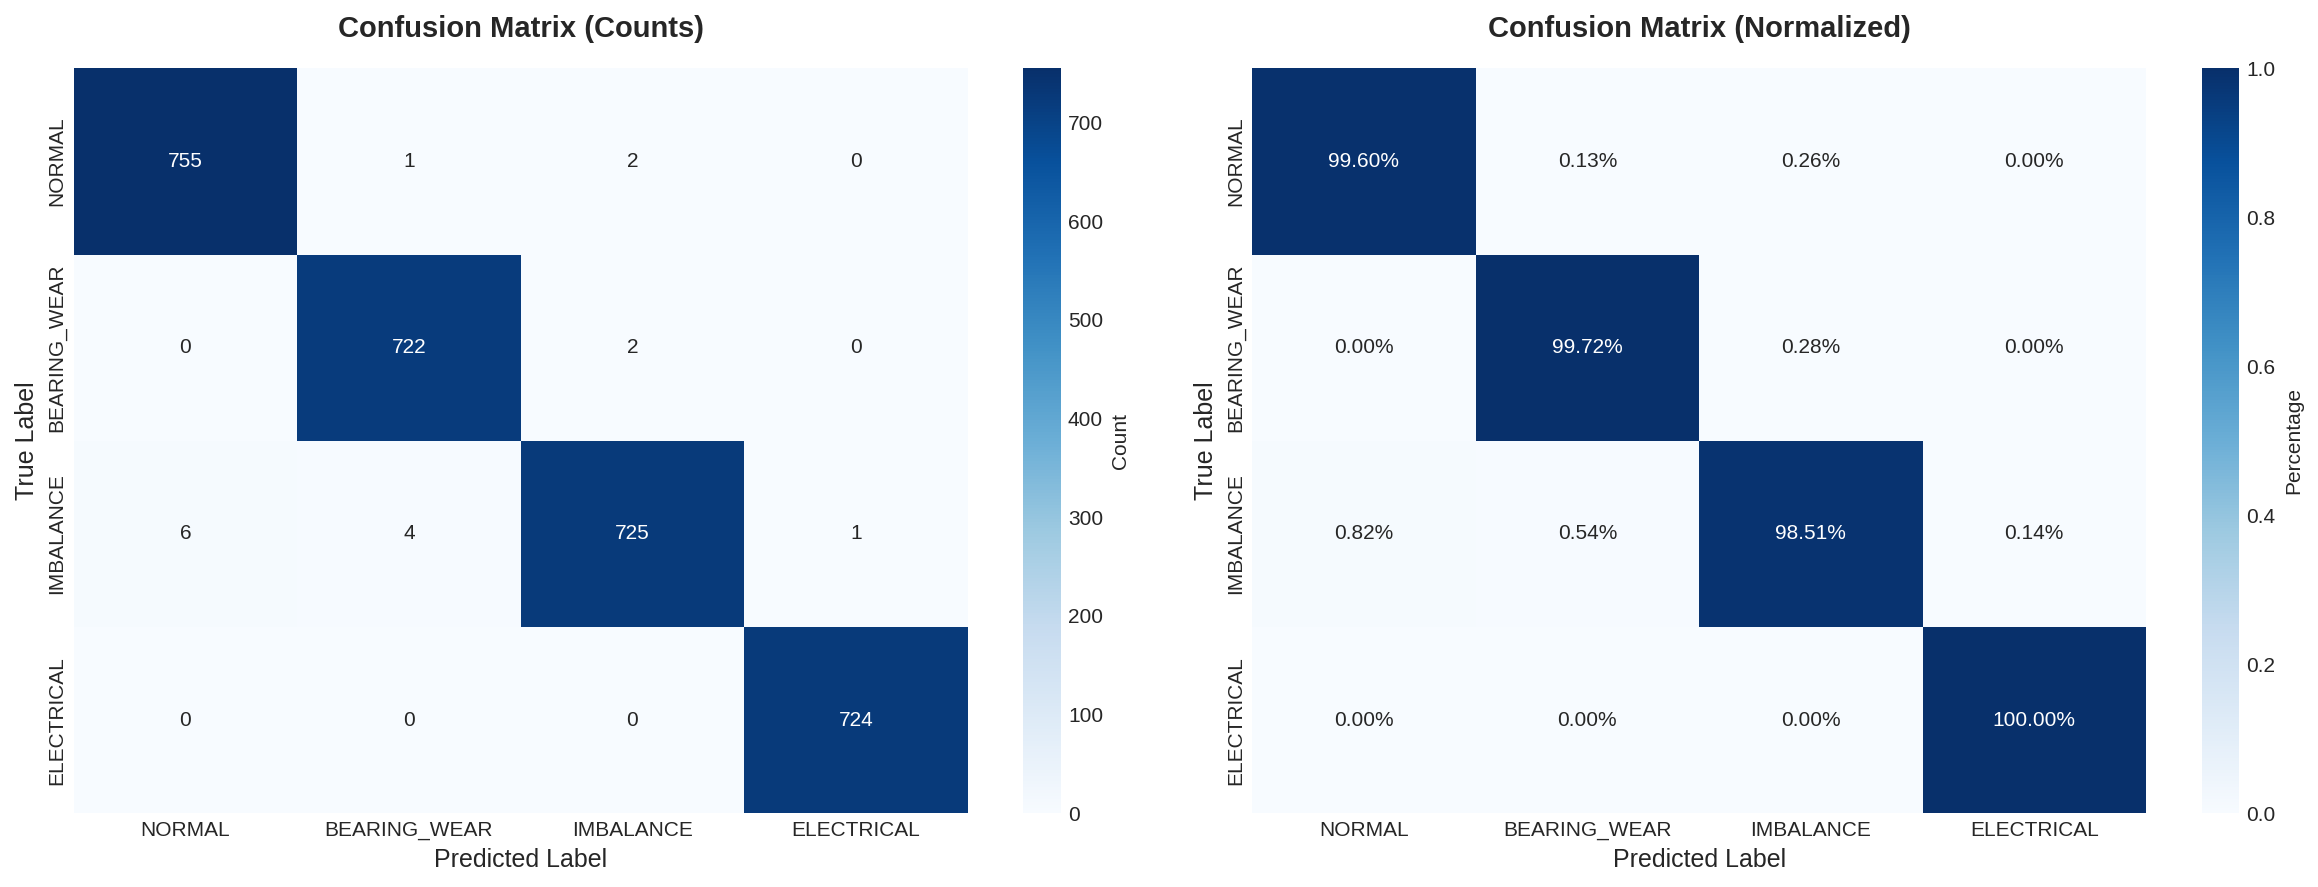 Confusion Matrix (Counts)
True Label
NORMAL
BEARING_WEAR
IMBALANCE
ELECTRICAL
755 1 2 0
0 722 2 0
6 4 725 1
0 0 0 724
NORMAL BEARING_WEAR IMBALANCE ELECTRICAL
Predicted Label
700
600
500
400
300
200
100
0
Count
Confusion Matrix (Normalized)
True Label
NORMAL
BEARING_WEAR
IMBALANCE
ELECTRICAL
99.60% 0.13% 0.26% 0.00%
0.00% 99.72% 0.28% 0.00%
0.82% 0.54% 98.51% 0.14%
0.00% 0.00% 0.00% 100.00%
NORMAL BEARING_WEAR IMBALANCE ELECTRICAL
Predicted Label
1.0
0.8
0.6
0.4
0.2
0.0
Percentage